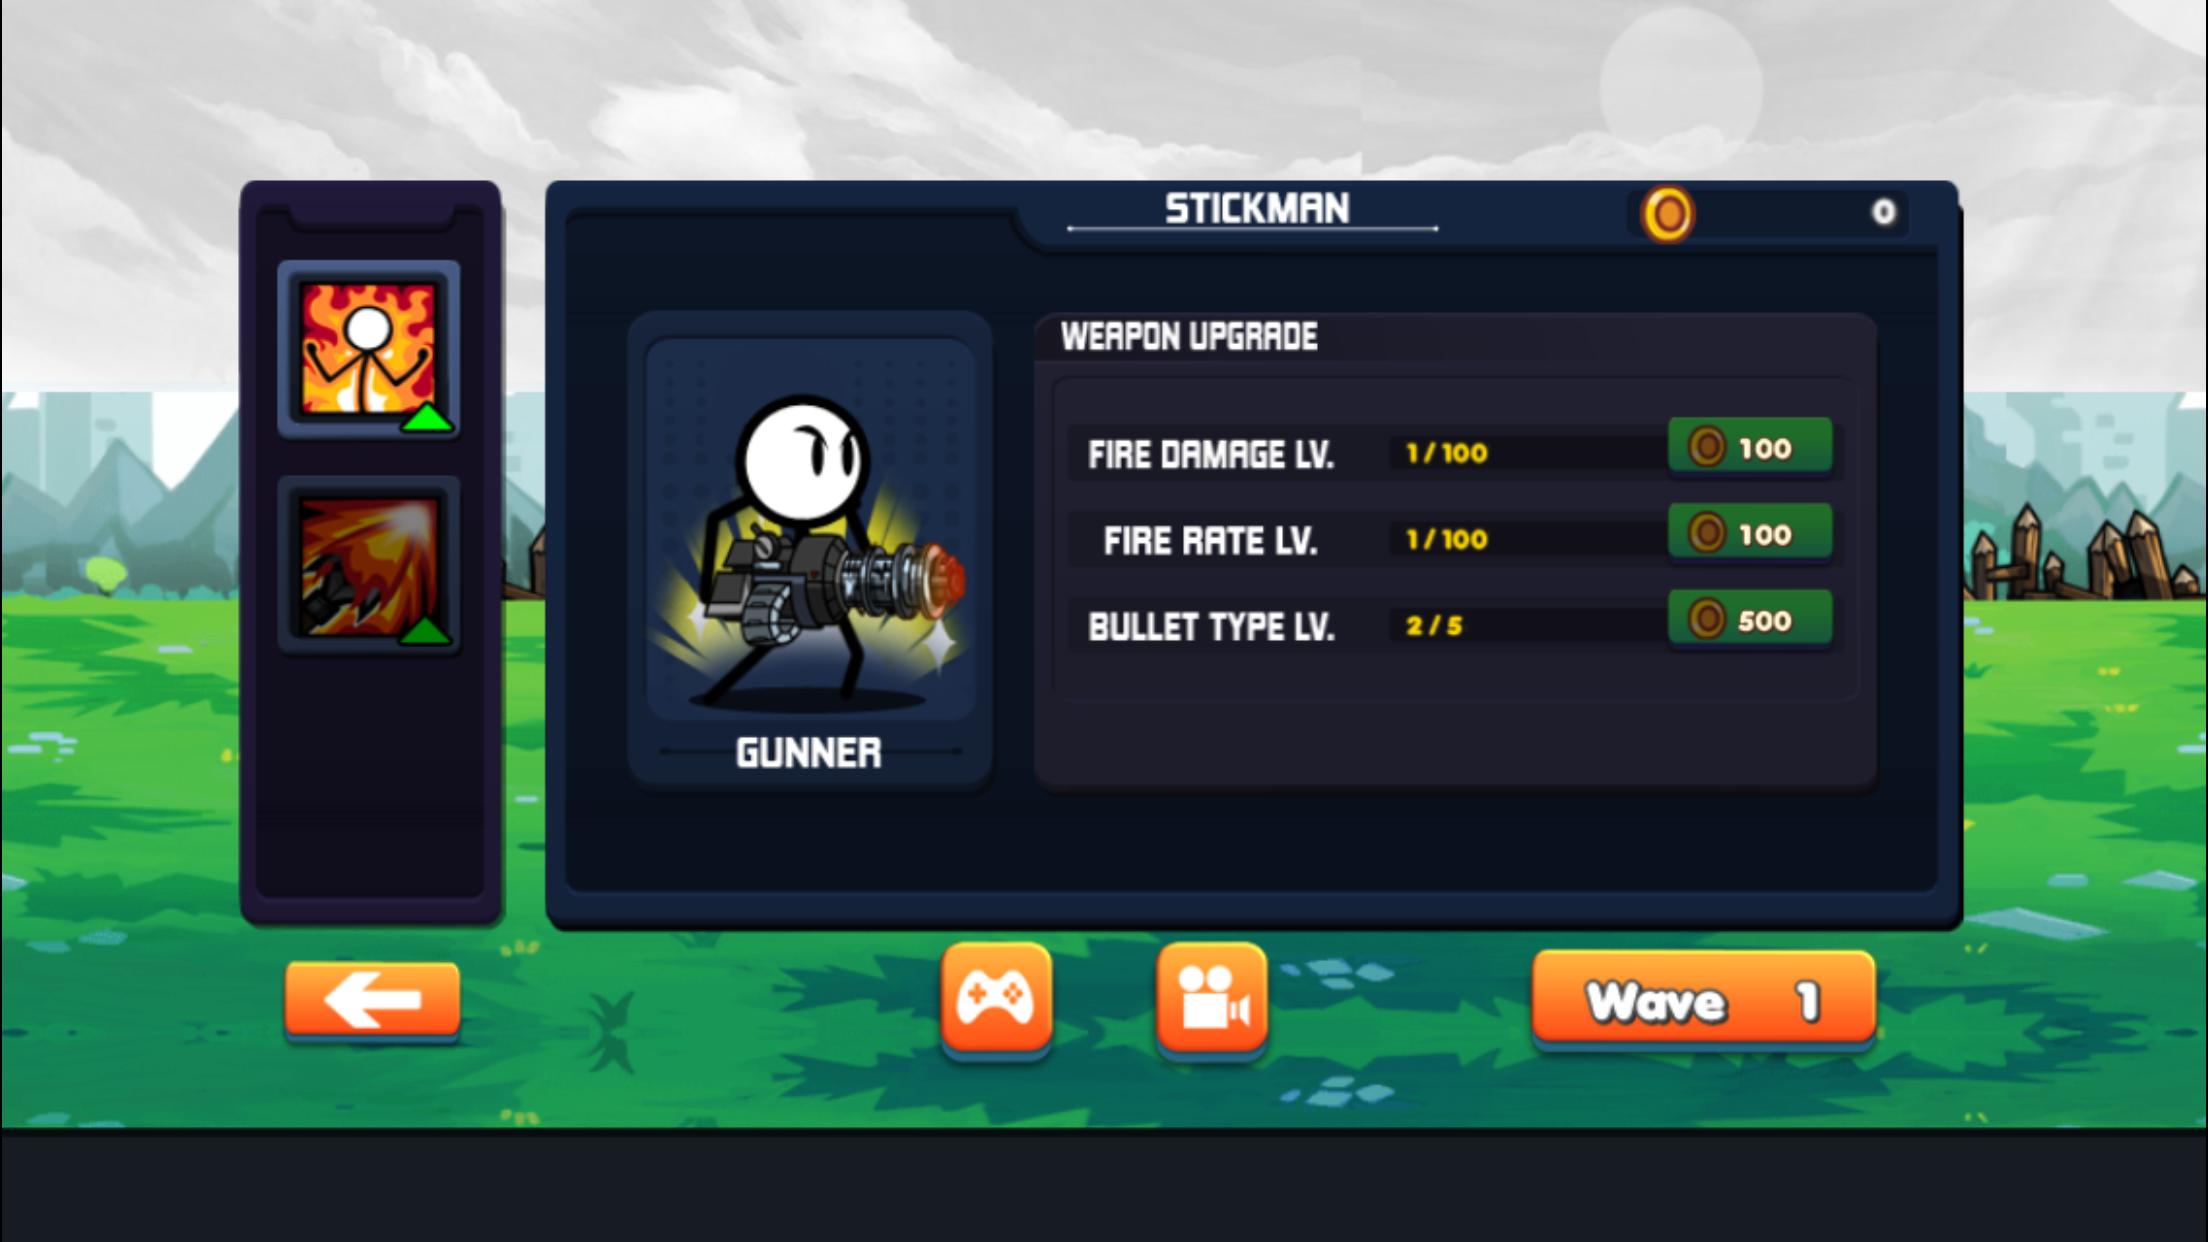 STICKMAN
0
WEAPON UPGRADE
FIRE DAMAGE LV. 1/100 100
FIRE RATE LV. 1/100 100
BULLET TYPE LV. 2/5 500
GUNNER
Wave 1